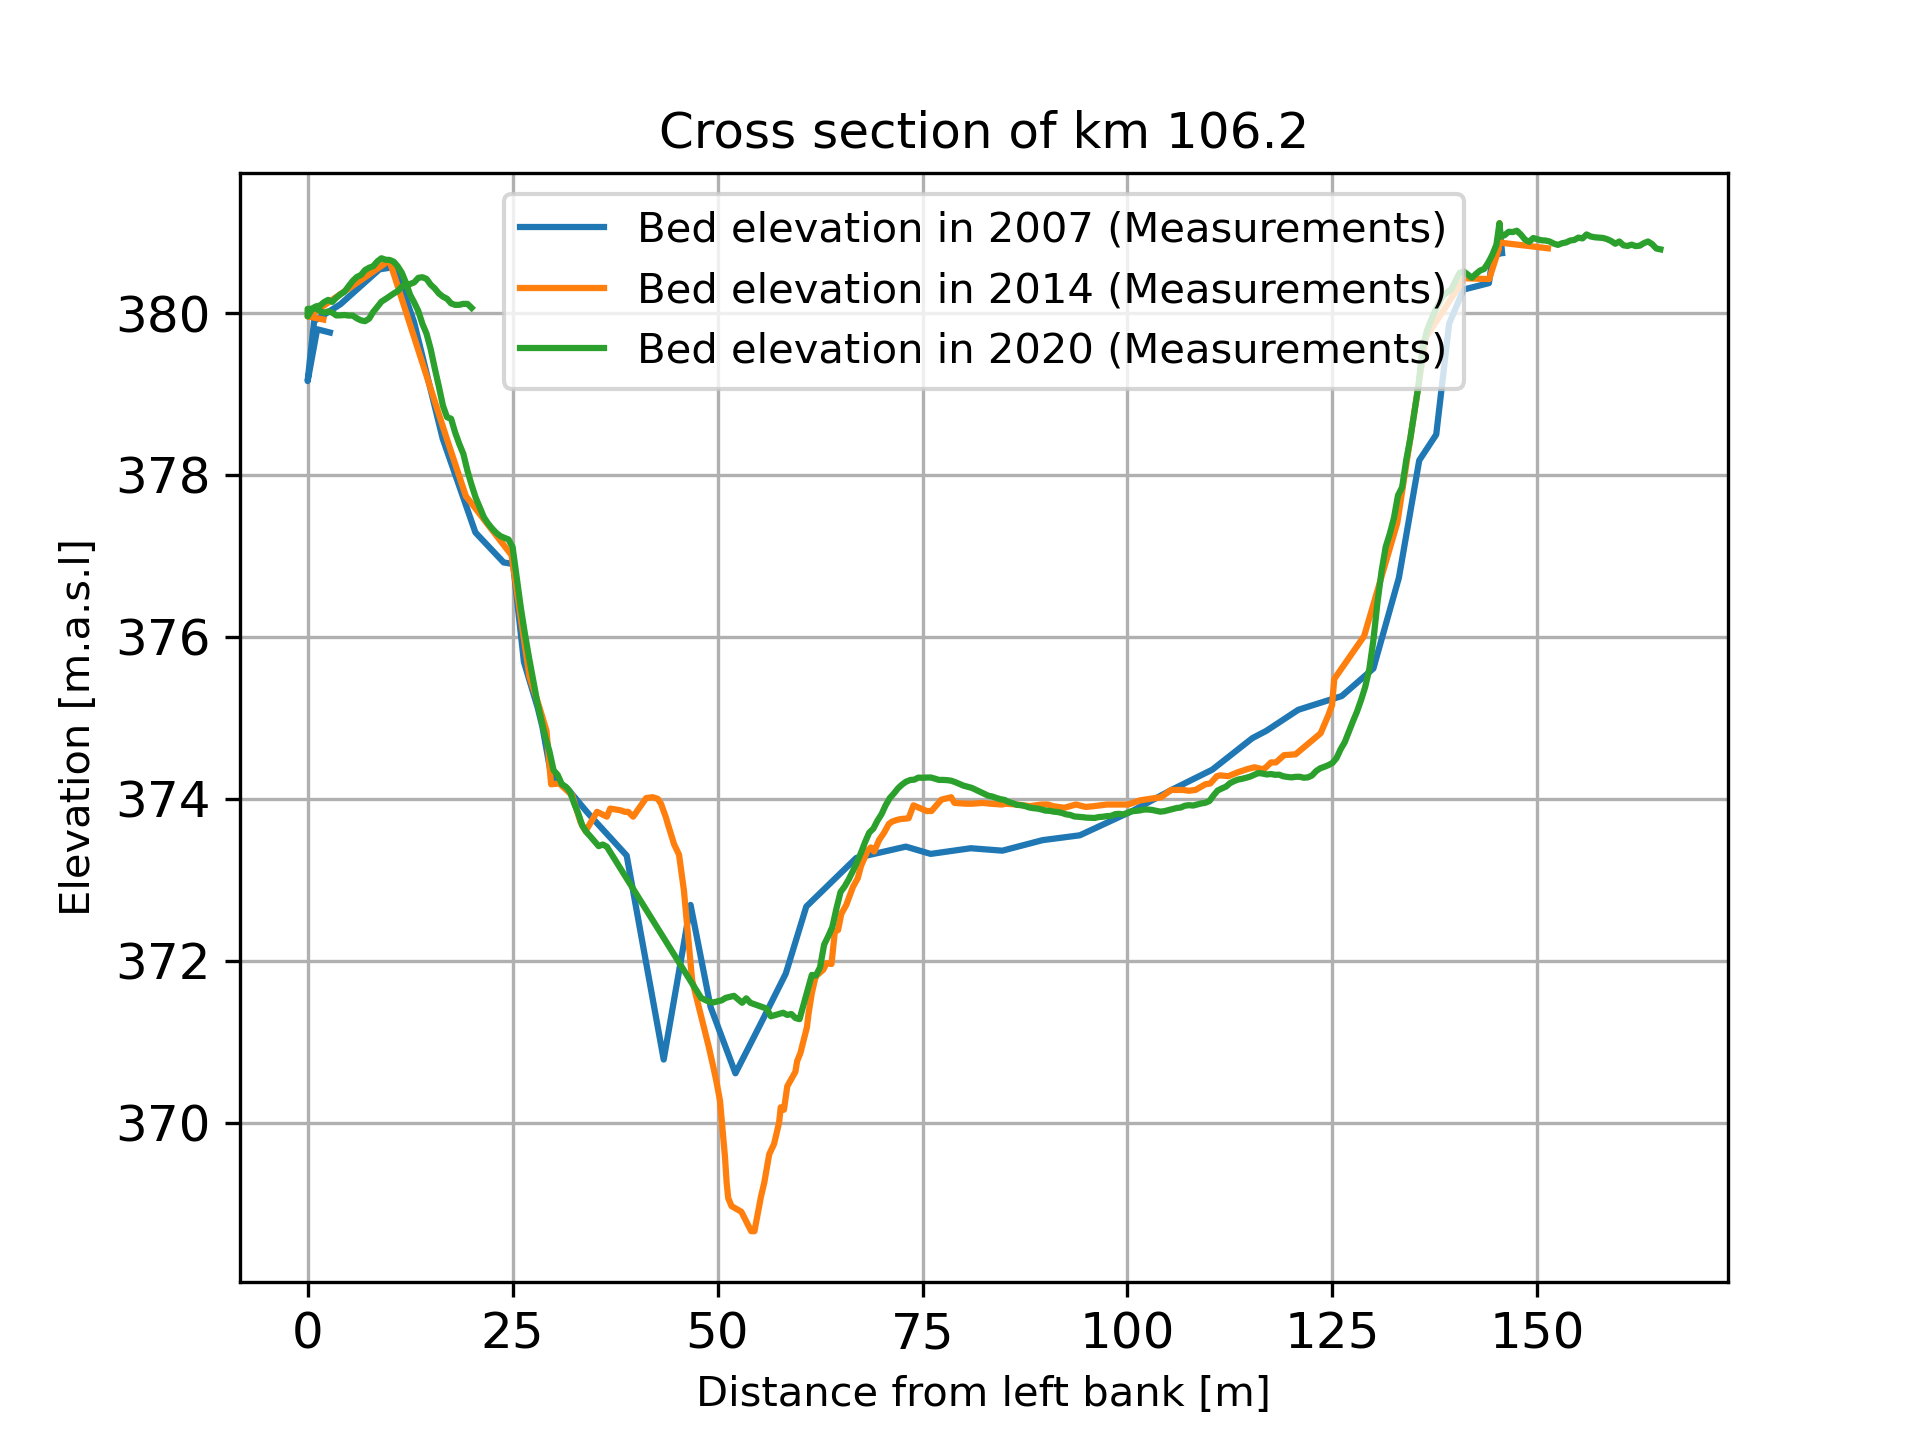 Cross section of km 106.2
Bed elevation in 2007 (Measurements)
Bed elevation in 2014 (Measurements)
Bed elevation in 2020 (Measurements)
Elevation [m.a.s.l]
380
378
376
374
372
370
0 25 50 75 100 125 150
Distance from left bank [m]